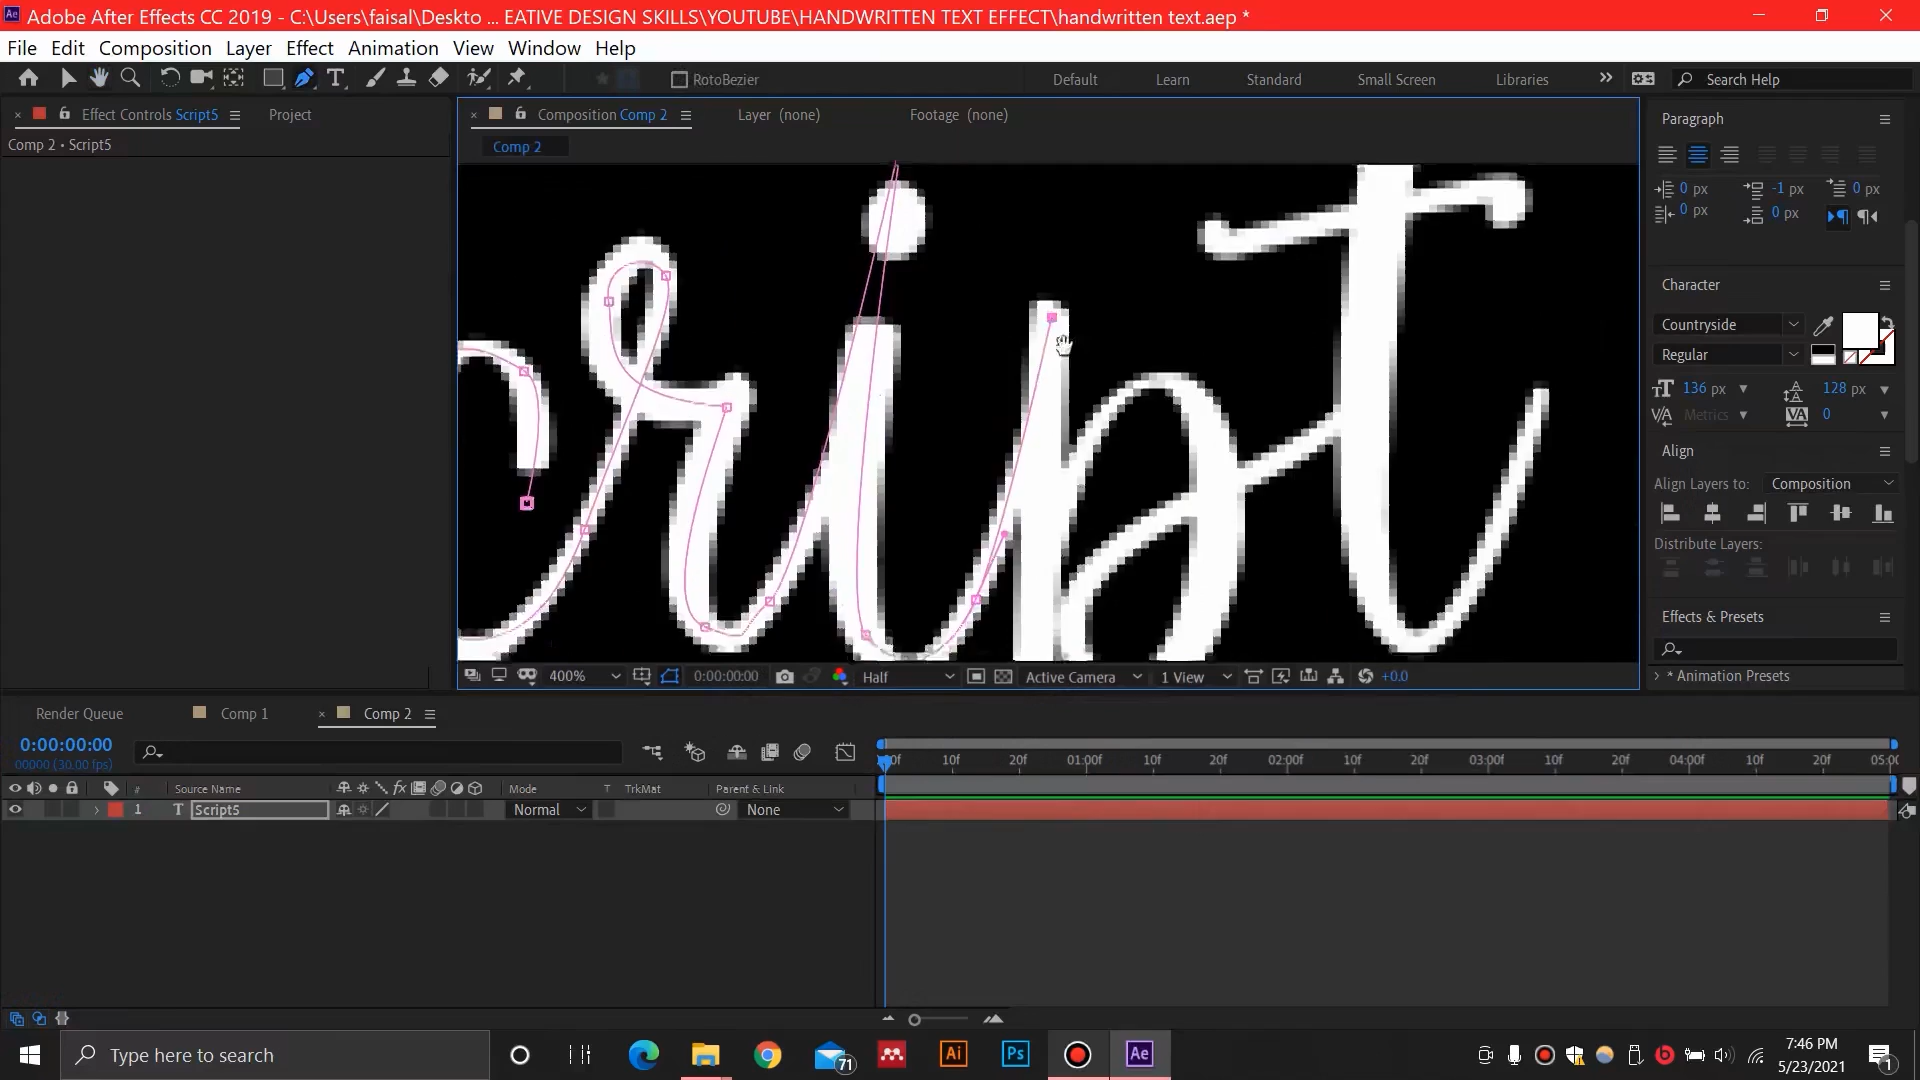 Adobe After Effects CC 2019 - C:\Users\faisal\Deskto ... EATIVE DESIGN SKILLS\YOUTUBE\HANDWRITTEN TEXT EFFECT\handwritten text.aep *
File Edit Composition Layer Effect Animation View Window Help
RotoBezier Default Learn Standard Small Screen Libraries Search Help
Effect Controls Script5 Project
Composition Comp 2 Layer (none) Footage (none)
Paragraph
Comp 2 • Script5
Comp 2
0 px -1 px 0 px
0 px 0 px
ript
Character
Countryside
Regular
136 px 128 px
Metrics 0
Align
Align Layers to: Composition
Distribute Layers:
Effects & Presets
* Animation Presets
400% 0:00:00:00 Half Active Camera 1 View +0.0
Render Queue Comp 1 Comp 2
0:00:00:00
00000 (30.00 fps)
10f 20f 01:00f 10f 20f 02:00f 10f 20f 03:00f 10f 20f 04:00f 10f 20f
# Source Name fx Mode T TrkMat Parent & Link
1 T Script5 Normal None
Type here to search
71
Ai
Ps
Ae
7:46 PM
5/23/2021
1